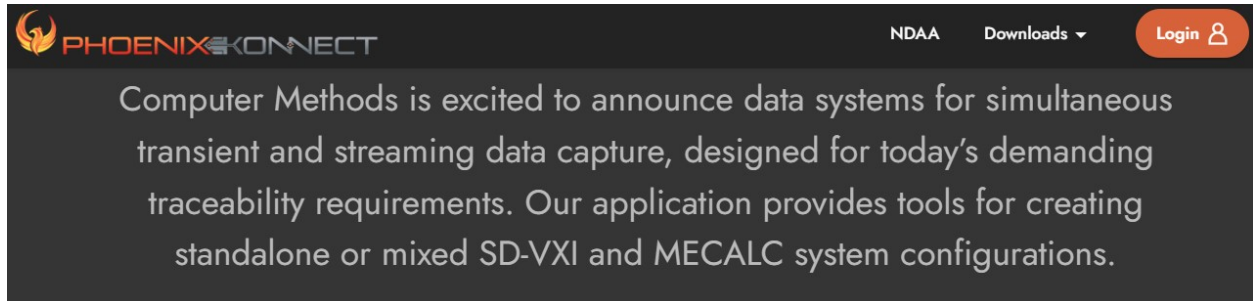 PHOENIX KONNECT
NDAA Downloads Login
Computer Methods is excited to announce data systems for simultaneous
transient and streaming data capture, designed for today’s demanding
traceability requirements. Our application provides tools for creating
standalone or mixed SD-VXI and MECALC system configurations.